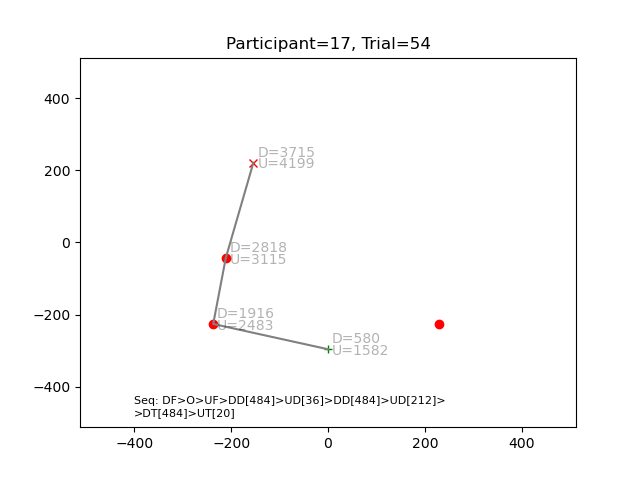 Participant=17, Trial=54
400
200
0
−200
−400
D=3715
U=4199
D=2818
U=3115
D=1916
U=2483
D=580
U=1582
Seq: DF>O>UF>DD[484]>UD[36]>DD[484]>UD[212]>
>DT[484]>UT[20]
−400 −200 0 200 400